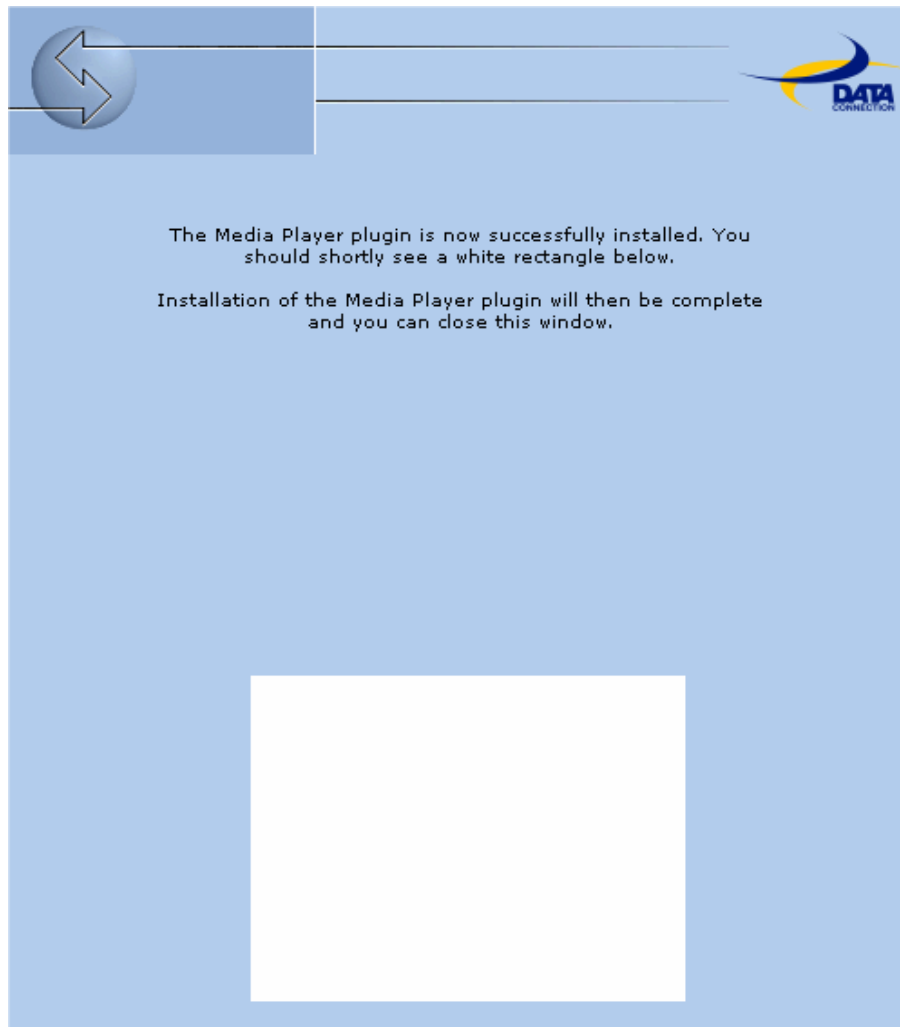 DATA
CONNECTION
The Media Player plugin is now successfully installed. You
should shortly see a white rectangle below.
Installation of the Media Player plugin will then be complete
and you can close this window.